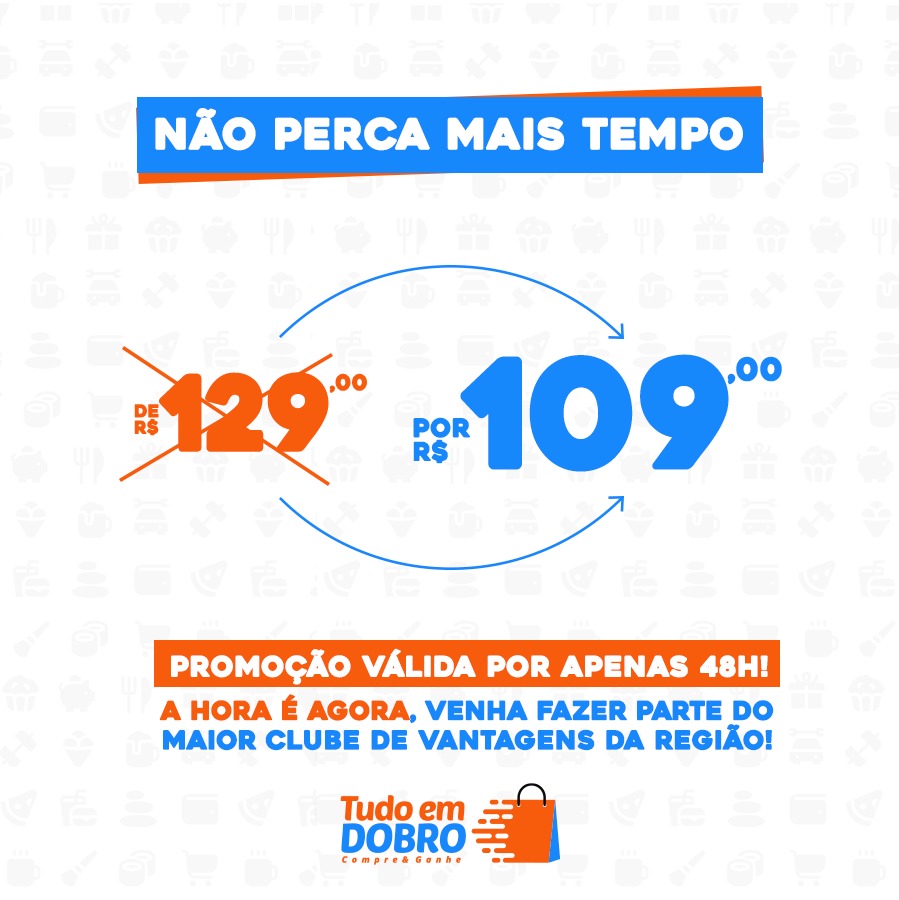 NÃO PERCA MAIS TEMPO
DE R$ 129,00
POR R$ 109,00
PROMOÇÃO VÁLIDA POR APENAS 48H!
A HORA É AGORA, VENHA FAZER PARTE DO
MAIOR CLUBE DE VANTAGENS DA REGIÃO!
Tudo em
DOBRO
Compre & Ganhe